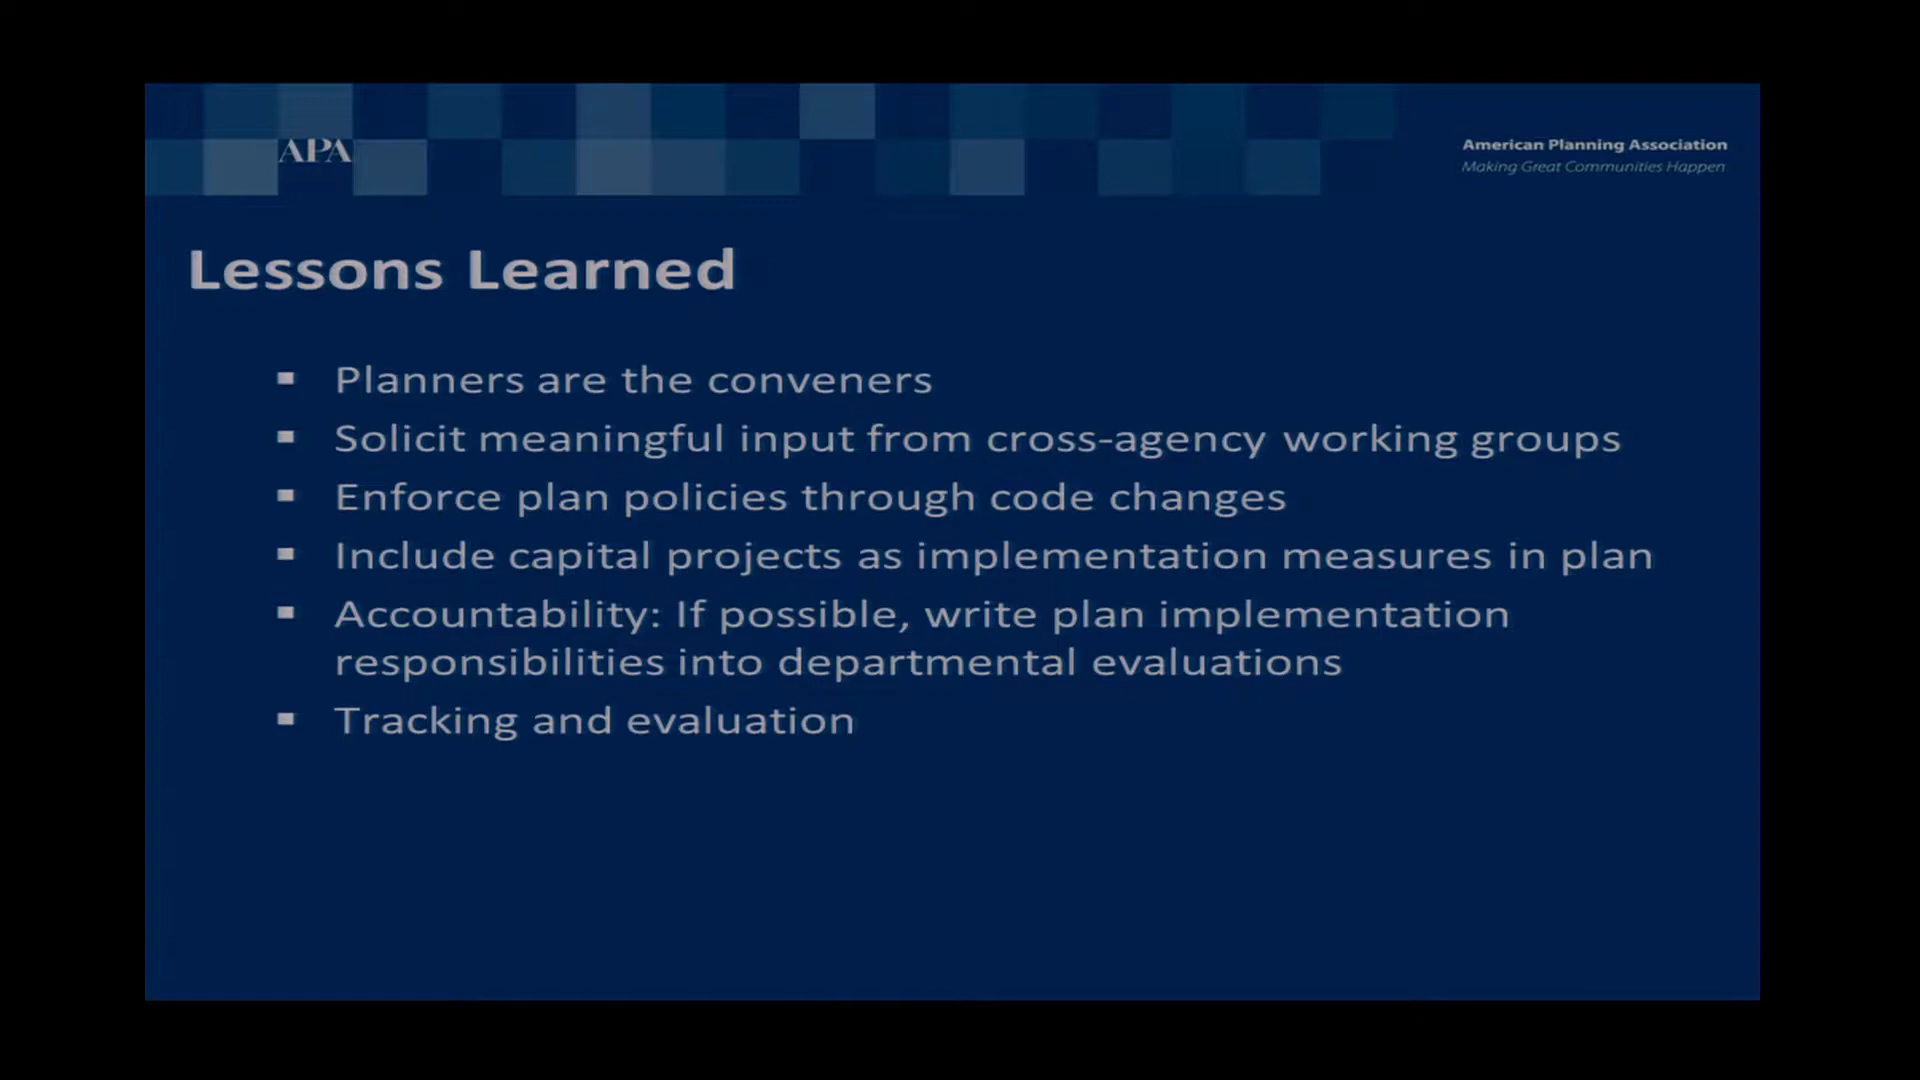 APA
American Planning Association
Making Great Communities Happen
Lessons Learned
Planners are the conveners
Solicit meaningful input from cross-agency working groups
Enforce plan policies through code changes
Include capital projects as implementation measures in plan
Accountability: If possible, write plan implementation
responsibilities into departmental evaluations
Tracking and evaluation